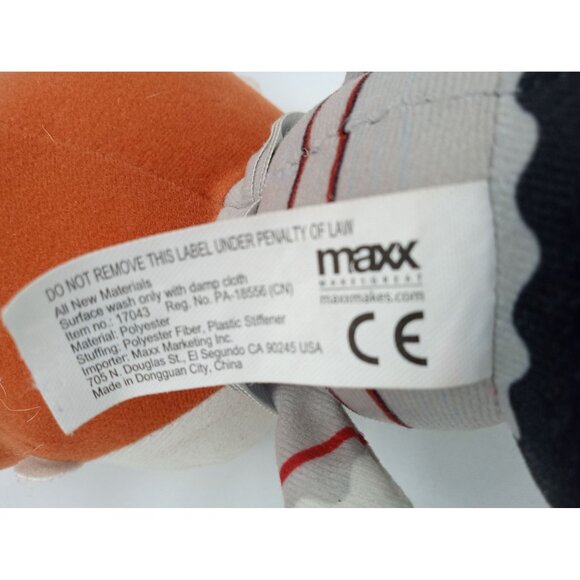 DO NOT REMOVE THIS LABEL UNDER PENALTY OF LAW
All New Materials
Surface wash only with damp cloth
Item no.: 17043 Reg. No. PA-18556 (CN)
Material: Polyester
Stuffing: Polyester Fiber, Plastic Stiffener
Importer: Maxx Marketing Inc.
705 N. Douglas St., El Segundo CA 90245 USA
Made in Dongguan City, China
maxx
MAKES GREAT
maxxmakes.com
CE